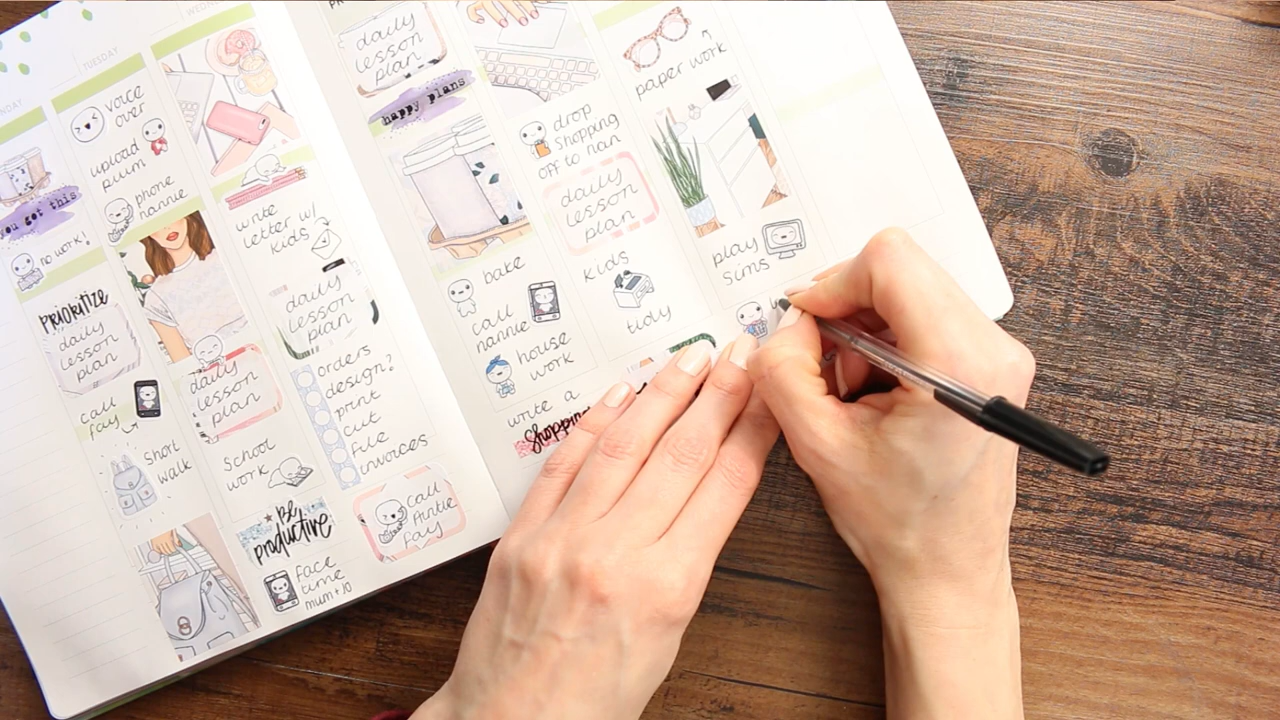 TUESDAY
you got this
no work!
PRIORITIZE
daily
lesson
plan
call
fay
Short
walk
voice
over
upload
plum
phone
nannie
daily
lesson
plan
School
work
Be
productive
face
time
mum + JO
write
letter w/
kids
daily
lesson
plan
orders
design?
print
cut
file
invoices
call
Auntie
Fay
daily
lesson
plan
happy plans
bake
call
nannie
house
work
write a
shopping
drop
shopping
off to nan
daily
lesson
plan
kids
tidy
paper work
play
sims